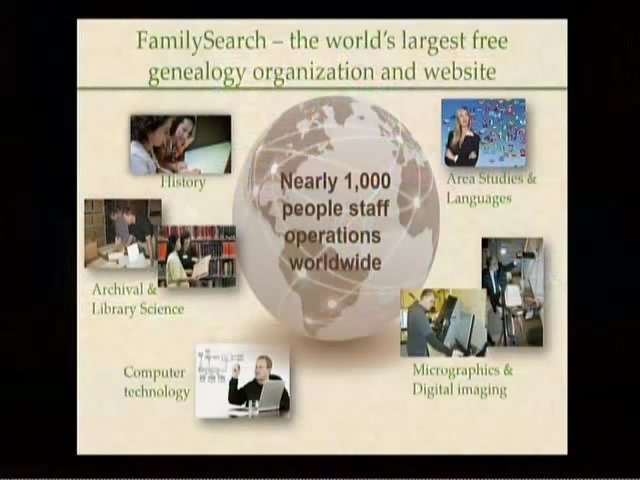 FamilySearch – the world's largest free
genealogy organization and website
Nearly 1,000
people staff
operations
worldwide
History
Area Studies &
Languages
Archival &
Library Science
Computer
technology
Micrographics &
Digital imaging